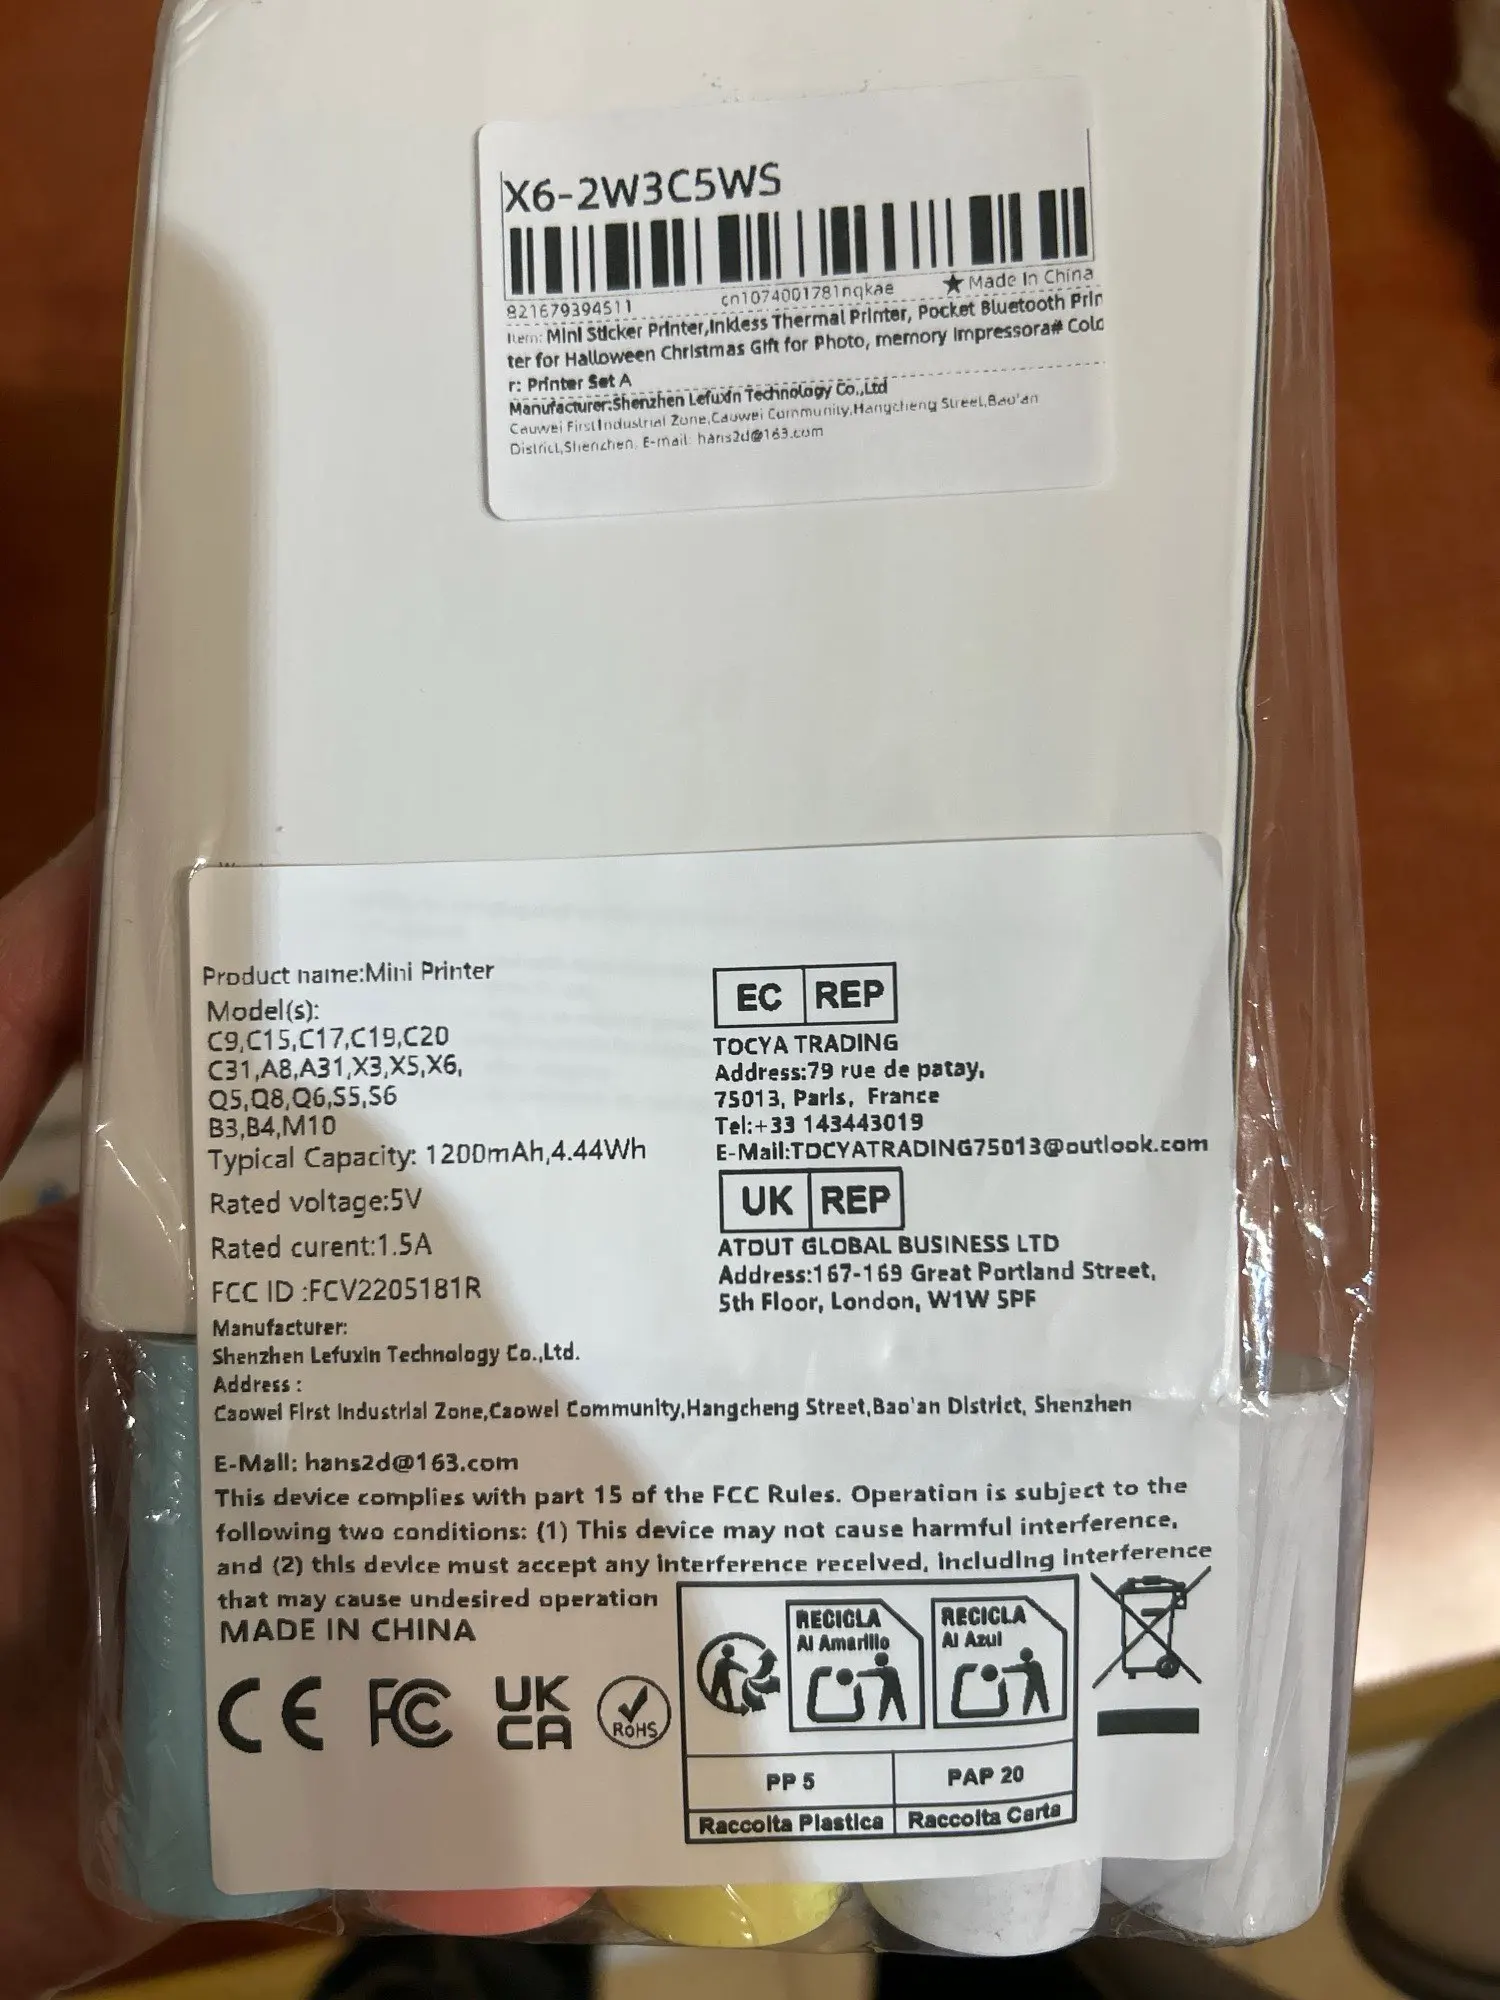 X6-2W3C5WS
821679394511 cn1074001781nqkae ★Made In China
Item: Mini Sticker Printer,Inkless Thermal Printer, Pocket Bluetooth Prin
ter for Halloween Christmas Gift for Photo, memory Impressora# Colo
r: Printer Set A
Manufacturer:Shenzhen Lefuxin Technology Co.,Ltd
Caowei First Industrial Zone,Caowei Community,Hangcheng Street,Bao'an
District,Shenzhen. E-mail: hans2d@163.com
Product name:Mini Printer
Model(s):
C9,C15,C17,C19,C20
C31,A8,A31,X3,X5,X6,
Q5,Q8,Q6,S5,S6
B3,B4,M10
Typical Capacity: 1200mAh,4.44Wh
Rated voltage:5V
Rated curent:1.5A
FCC ID :FCV2205181R
EC REP
TOCYA TRADING
Address:79 rue de patay,
75013, Paris, France
Tel:+33 143443019
E-Mail:TOCYATRADING75013@outlook.com
UK REP
ATOUT GLOBAL BUSINESS LTD
Address:167-169 Great Portland Street,
5th Floor, London, W1W 5PF
Manufacturer:
Shenzhen Lefuxin Technology Co.,Ltd.
Address :
Caowei First Industrial Zone,Caowei Community,Hangcheng Street,Bao'an District, Shenzhen
E-Mail: hans2d@163.com
This device complies with part 15 of the FCC Rules. Operation is subject to the
following two conditions: (1) This device may not cause harmful interference,
and (2) this device must accept any interference received, including interference
that may cause undesired operation
MADE IN CHINA
CE FC UK CA RoHS
RECICLA
Al Amarillo
RECICLA
Al Azul
PP 5
PAP 20
Raccolta Plastica
Raccolta Carta